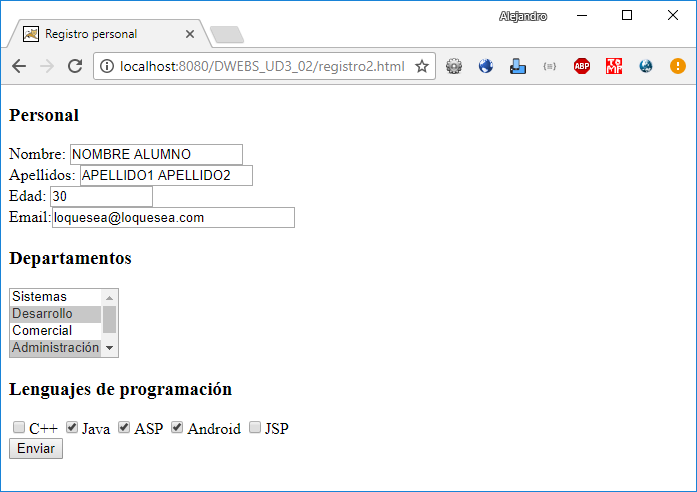 Alejandro
Registro personal
localhost:8080/DWEBS_UD3_02/registro2.html
ABP
TEMP
Personal
Nombre: NOMBRE ALUMNO
Apellidos: APELLIDO1 APELLIDO2
Edad: 30
Email: loquesea@loquesea.com
Departamentos
Sistemas
Desarrollo
Comercial
Administración
Lenguajes de programación
C++ Java ASP Android JSP
Enviar